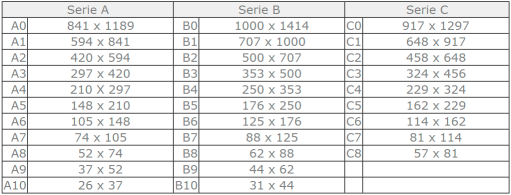 Serie A Serie B Serie C
A0 841 x 1189 B0 1000 x 1414 C0 917 x 1297
A1 594 x 841 B1 707 x 1000 C1 648 x 917
A2 420 x 594 B2 500 x 707 C2 458 x 648
A3 297 x 420 B3 353 x 500 C3 324 x 456
A4 210 X 297 B4 250 x 353 C4 229 x 324
A5 148 x 210 B5 176 x 250 C5 162 x 229
A6 105 x 148 B6 125 x 176 C6 114 x 162
A7 74 x 105 B7 88 x 125 C7 81 x 114
A8 52 x 74 B8 62 x 88 C8 57 x 81
A9 37 x 52 B9 44 x 62
A10 26 x 37 B10 31 x 44